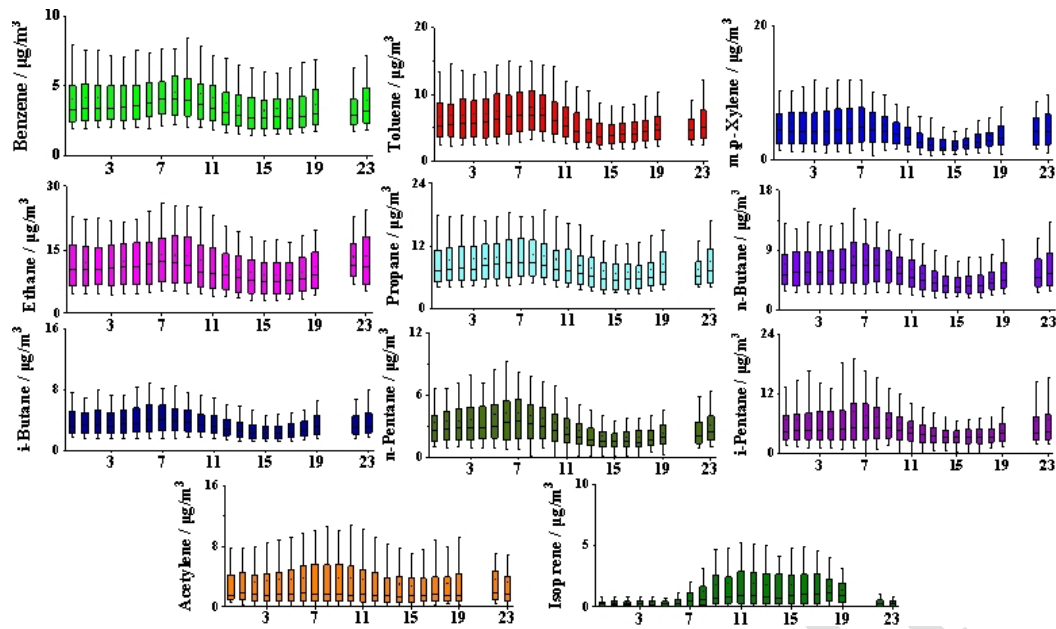 Benzene / μg/m³
10
5
0
3 7 11 15 19 23
Toluene / μg/m³
20
10
0
3 7 11 15 19 23
m,p-Xylene / μg/m³
20
0
3 7 11 15 19 23
Ethane / μg/m³
30
15
0
3 7 11 15 19 23
Propane / μg/m³
24
12
0
3 7 11 15 19 23
n-Butane / μg/m³
18
9
0
3 7 11 15 19 23
i-Butane / μg/m³
16
8
0
3 7 11 15 19 23
n-Pentane / μg/m³
12
6
0
3 7 11 15 19 23
i-Pentane / μg/m³
24
12
0
3 7 11 15 19 23
Acetylene / μg/m³
16
8
0
3 7 11 15 19 23
Isoprene / μg/m³
10
5
0
3 7 11 15 19 23